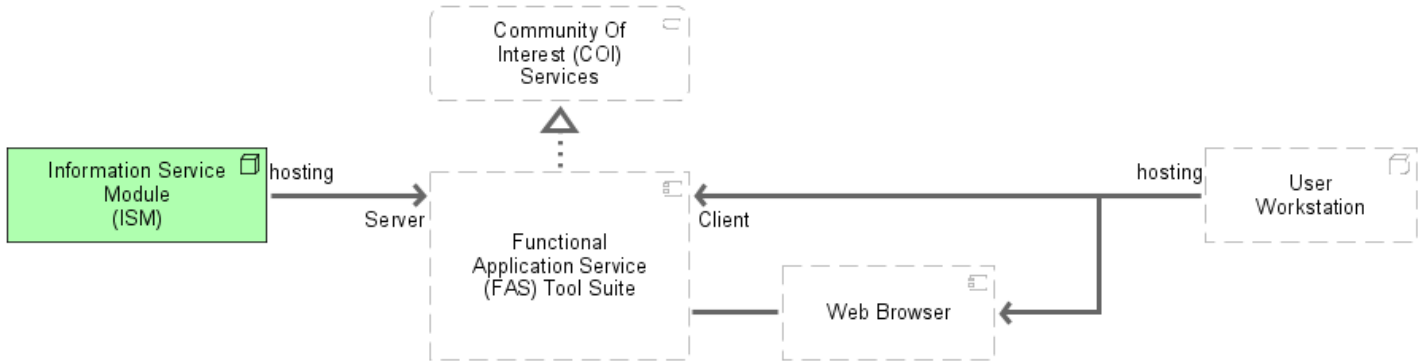 Community Of
Interest (COI)
Services
Information Service
Module
(ISM)
hosting
Server
Functional
Application Service
(FAS) Tool Suite
Client
Web Browser
hosting
User
Workstation